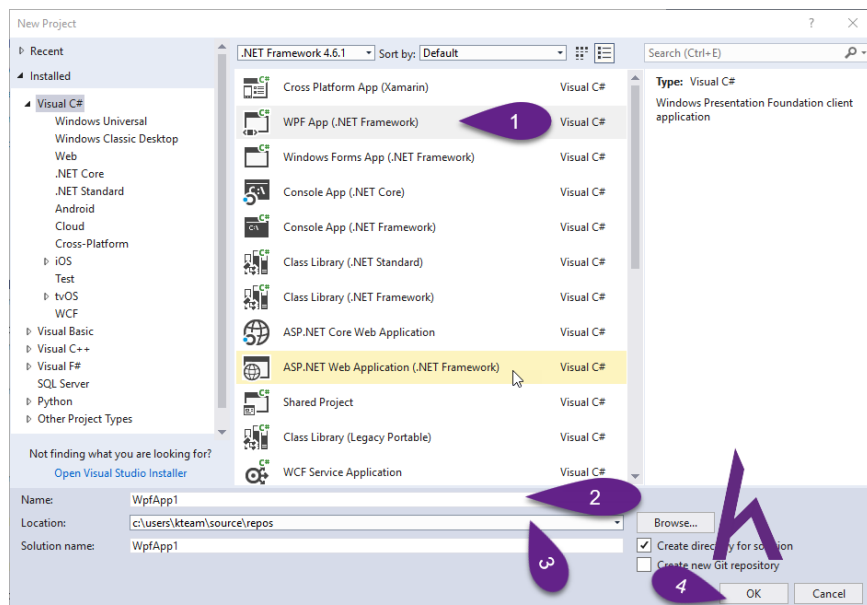 New Project
Recent
Installed
Visual C#
Windows Universal
Windows Classic Desktop
Web
.NET Core
.NET Standard
Android
Cloud
Cross-Platform
iOS
Test
tvOS
WCF
Visual Basic
Visual C++
Visual F#
SQL Server
Python
Other Project Types
Not finding what you are looking for?
Open Visual Studio Installer
.NET Framework 4.6.1 Sort by: Default
Cross Platform App (Xamarin) Visual C#
WPF App (.NET Framework) 1 Visual C#
Windows Forms App (.NET Framework) Visual C#
Console App (.NET Core) Visual C#
Console App (.NET Framework) Visual C#
Class Library (.NET Standard) Visual C#
Class Library (.NET Framework) Visual C#
ASP.NET Core Web Application Visual C#
ASP.NET Web Application (.NET Framework) Visual C#
Shared Project Visual C#
Class Library (Legacy Portable) Visual C#
WCF Service Application Visual C#
Search (Ctrl+E)
Type: Visual C#
Windows Presentation Foundation client
application
Name: WpfApp1 2
Location: c:\users\kteam\source\repos Browse...
Solution name: WpfApp1 3
Create directory for solution
Create new Git repository
4 OK Cancel